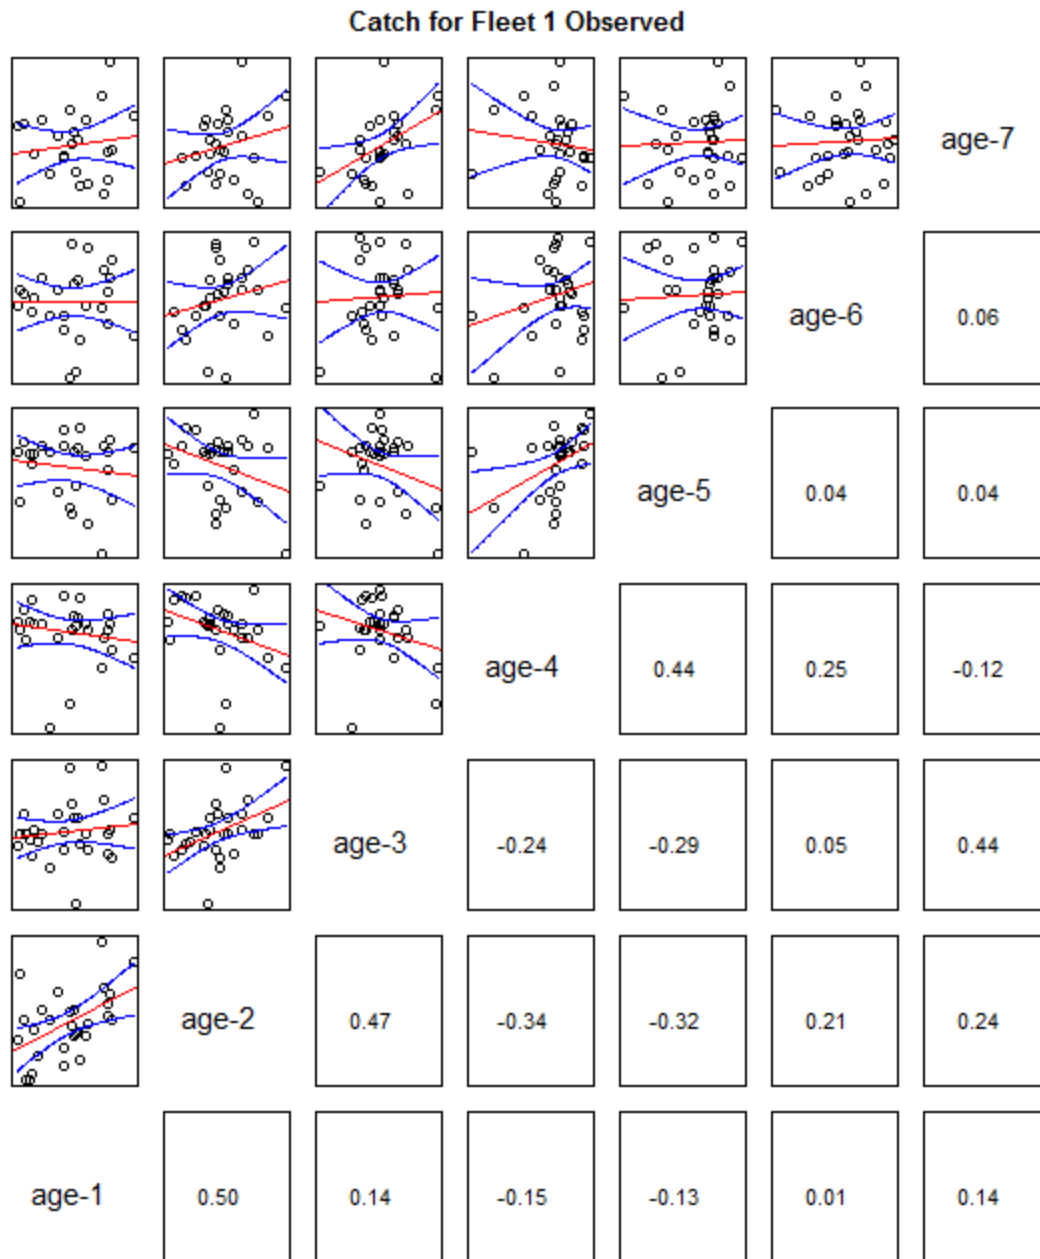 Catch for Fleet 1 Observed
age-7
age-6 0.06
age-5 0.04 0.04
age-4 0.44 0.25 -0.12
age-3 -0.24 -0.29 0.05 0.44
age-2 0.47 -0.34 -0.32 0.21 0.24
age-1 0.50 0.14 -0.15 -0.13 0.01 0.14